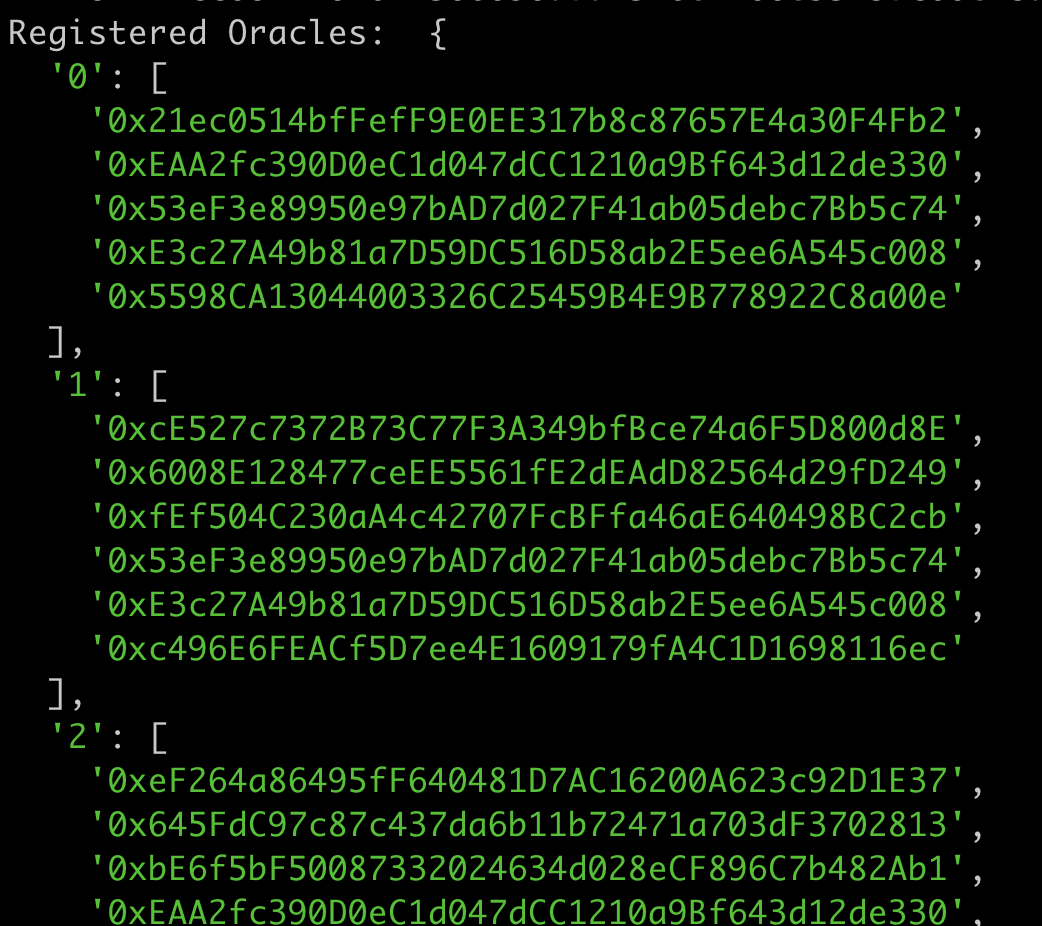 Registered Oracles:  {
  '0': [
    '0x21ec0514bfFefF9E0EE317b8c87657E4a30F4Fb2',
    '0xEAA2fc390D0eC1d047dCC1210a9Bf643d12de330',
    '0x53eF3e89950e97bAD7d027F41ab05debc7Bb5c74',
    '0xE3c27A49b81a7D59DC516D58ab2E5ee6A545c008',
    '0x5598CA13044003326C25459B4E9B778922C8a00e'
  ],
  '1': [
    '0xcE527c7372B73C77F3A349bfBce74a6F5D800d8E',
    '0x6008E128477ceEE5561fE2dEAdD82564d29fD249',
    '0xfEf504C230aA4c42707FcBFfa46aE640498BC2cb',
    '0x53eF3e89950e97bAD7d027F41ab05debc7Bb5c74',
    '0xE3c27A49b81a7D59DC516D58ab2E5ee6A545c008',
    '0xc496E6FEACf5D7ee4E1609179fA4C1D1698116ec'
  ],
  '2': [
    '0xeF264a86495fF640481D7AC16200A623c92D1E37',
    '0x645FdC97c87c437da6b11b72471a703dF3702813',
    '0xbE6f5bF50087332024634d028eCF896C7b482Ab1',
    '0xEAA2fc390D0eC1d047dCC1210a9Bf643d12de330',